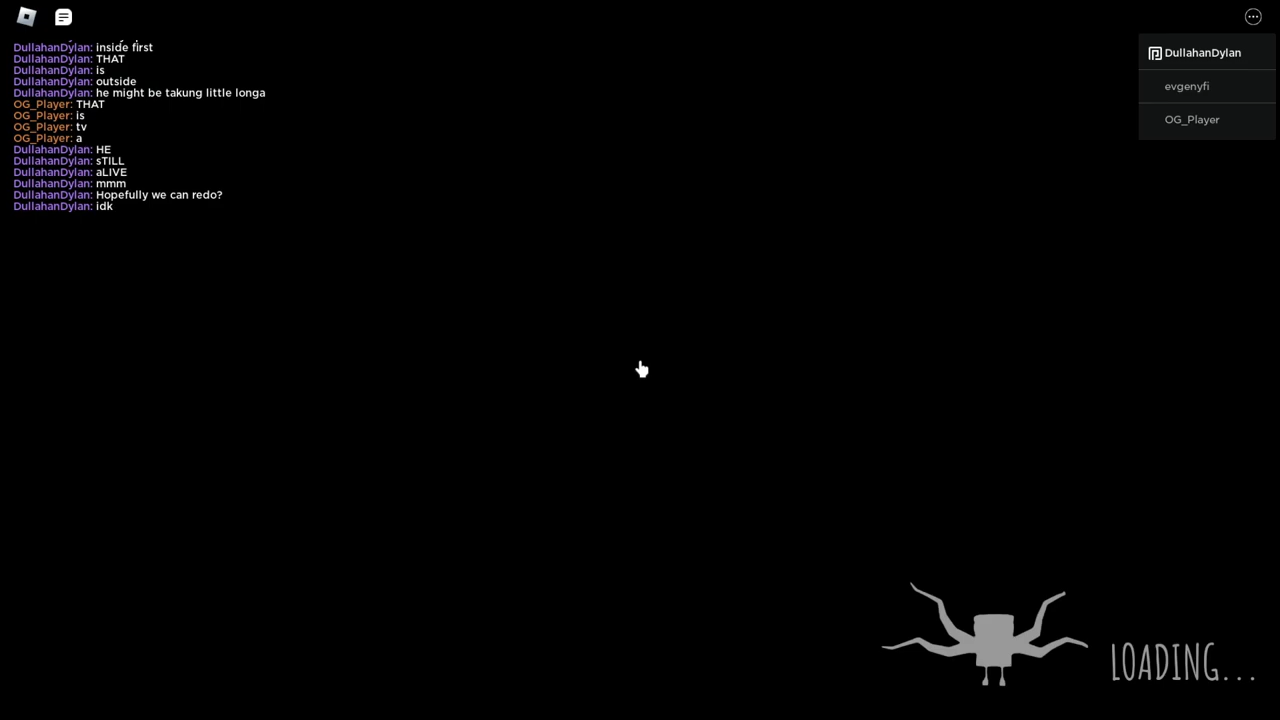 DullahanDylan: inside first
DullahanDylan: THAT
DullahanDylan: is
DullahanDylan: outside
DullahanDylan: he might be takung little longa
OG_Player: THAT
OG_Player: is
OG_Player: tv
OG_Player: a
DullahanDylan: HE
DullahanDylan: sTILL
DullahanDylan: aLIVE
DullahanDylan: mmm
DullahanDylan: Hopefully we can redo?
DullahanDylan: idk
DullahanDylan
evgenyfi
OG_Player
LOADING...